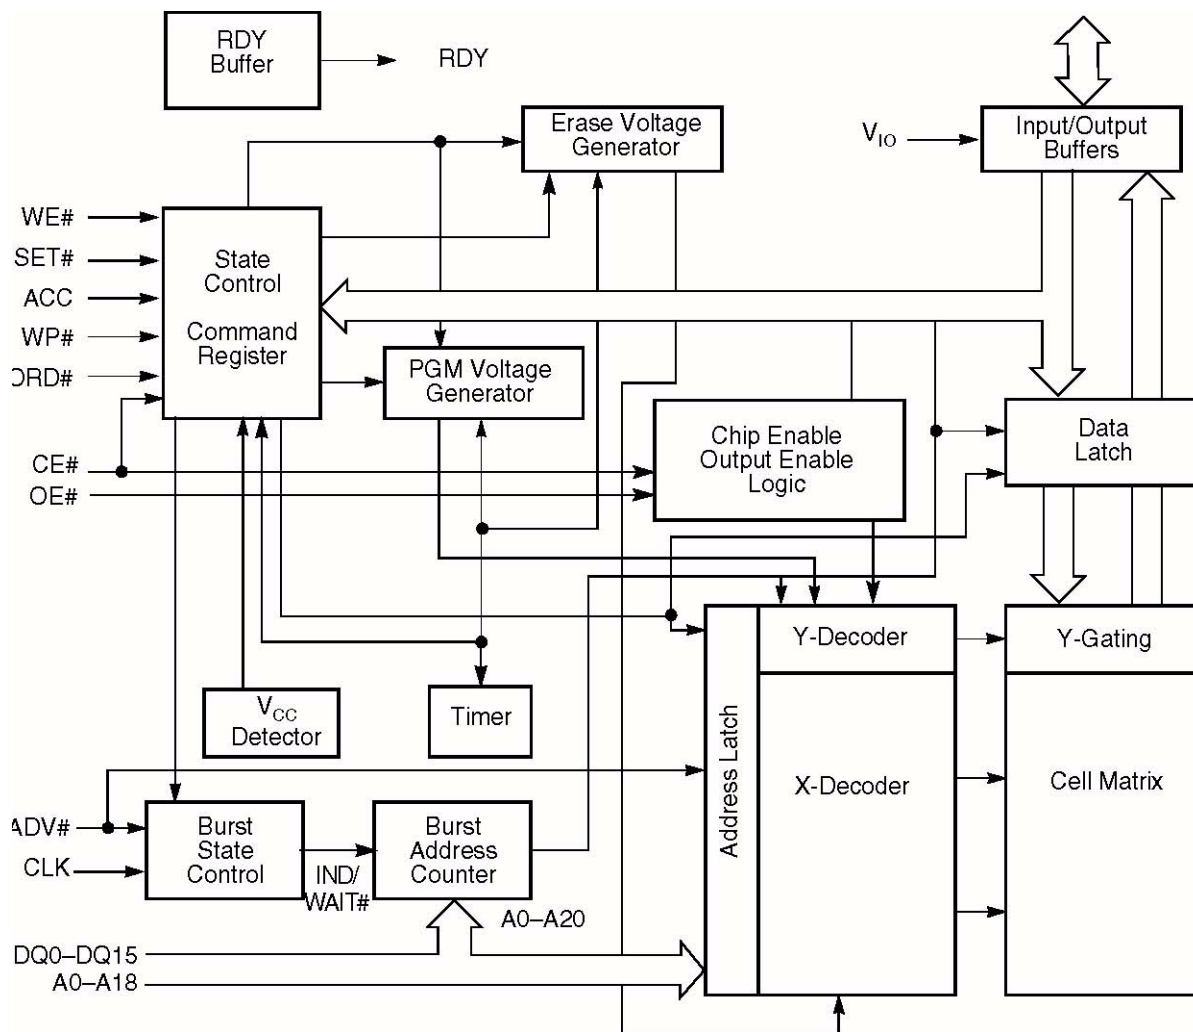 RDY
Buffer
RDY
Erase Voltage
Generator
VIO
Input/Output
Buffers
WE#
SET#
ACC
WP#
ORD#
State
Control
Command
Register
PGM Voltage
Generator
CE#
OE#
Chip Enable
Output Enable
Logic
Data
Latch
VCC
Detector
Timer
Address Latch
Y-Decoder
Y-Gating
X-Decoder
Cell Matrix
ADV#
CLK
Burst
State
Control
IND/
WAIT#
Burst
Address
Counter
A0–A20
DQ0–DQ15
A0–A18